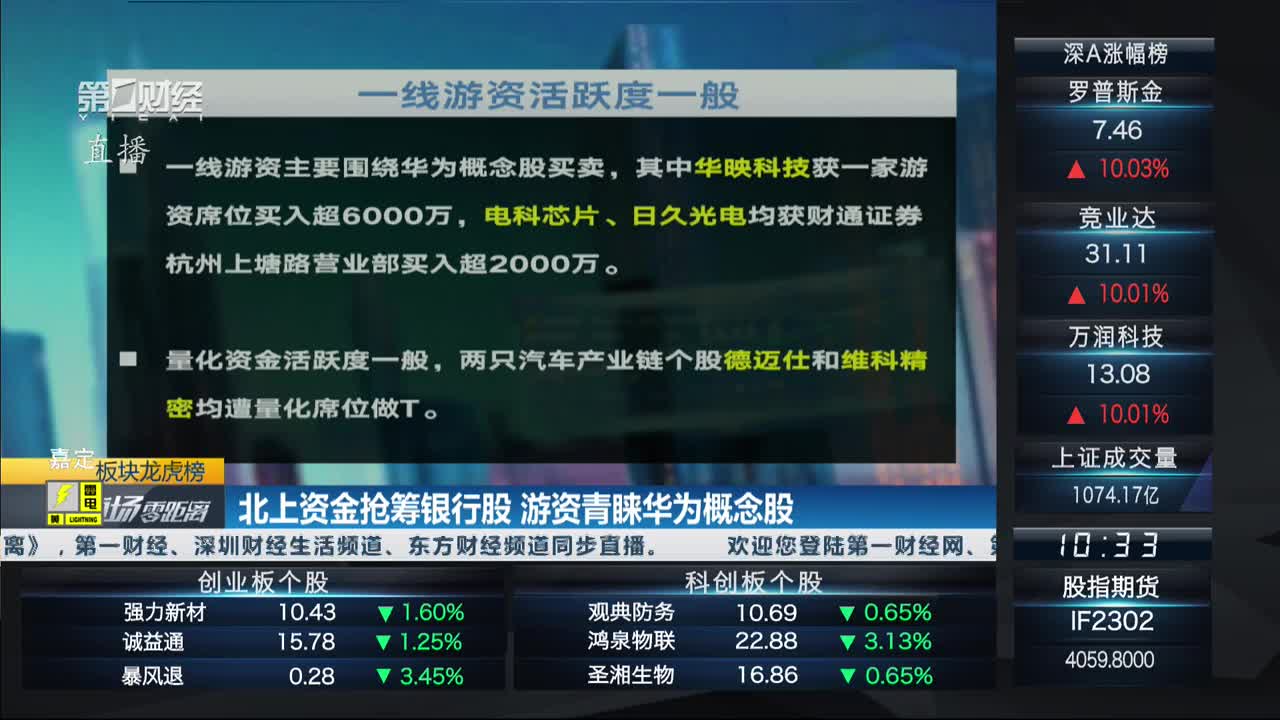 第一财经
YICAI
直播
一线游资活跃度一般
一线游资主要围绕华为概念股买卖，其中华映科技获一家游
资席位买入超6000万，电科芯片、日久光电均获财通证券
杭州上塘路营业部买入超2000万。
量化资金活跃度一般，两只汽车产业链个股德迈仕和维科精
密均遭量化席位做T。
嘉定
板块龙虎榜
雷电
黄 LIGHTNING
市场零距离
北上资金抢筹银行股 游资青睐华为概念股
离》，第一财经、深圳财经生活频道、东方财经频道同步直播。 欢迎您登陆第一财经网、第
创业板个股
强力新材 10.43 ▼1.60%
诚益通 15.78 ▼1.25%
暴风退 0.28 ▼3.45%
科创板个股
观典防务 10.69 ▼0.65%
鸿泉物联 22.88 ▼3.13%
圣湘生物 16.86 ▼0.65%
深A涨幅榜
罗普斯金
7.46
▲ 10.03%
竞业达
31.11
▲ 10.01%
万润科技
13.08
▲ 10.01%
上证成交量
1074.17亿
10:33
股指期货
IF2302
4059.8000